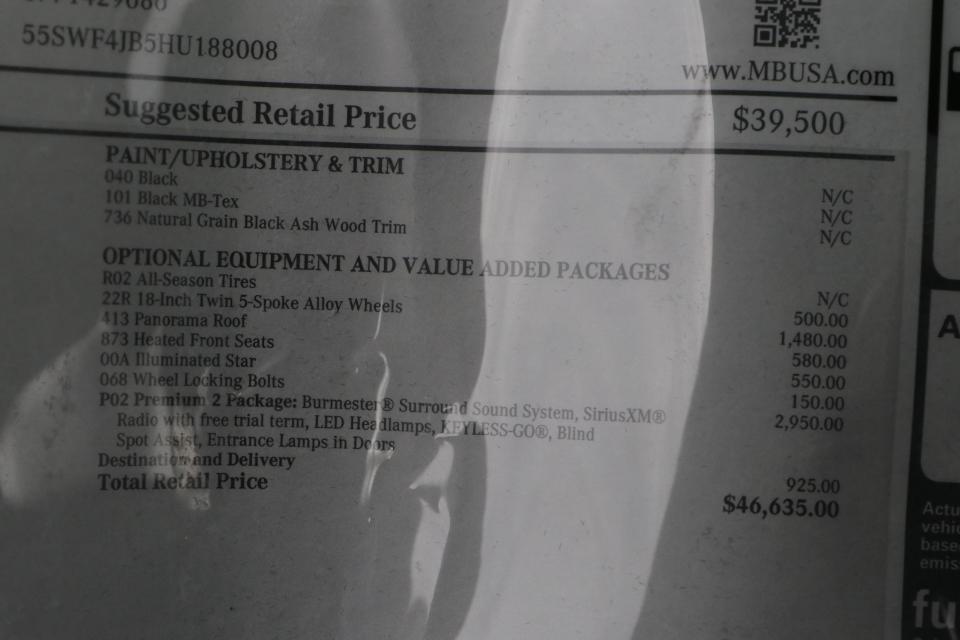 55SWF4JB5HU188008
www.MBUSA.com
Suggested Retail Price $39,500
PAINT/UPHOLSTERY & TRIM
040 Black N/C
101 Black MB-Tex N/C
736 Natural Grain Black Ash Wood Trim N/C
OPTIONAL EQUIPMENT AND VALUE ADDED PACKAGES
R02 All-Season Tires N/C
22R 18-Inch Twin 5-Spoke Alloy Wheels 500.00
413 Panorama Roof 1,480.00
873 Heated Front Seats 580.00
00A Illuminated Star 550.00
068 Wheel Locking Bolts 150.00
P02 Premium 2 Package: Burmester® Surround Sound System, SiriusXM® 2,950.00
Radio with free trial term, LED Headlamps, KEYLESS-GO®, Blind
Spot Assist, Entrance Lamps in Doors
Destination and Delivery 925.00
Total Retail Price $46,635.00
A
Actu
vehic
base
emis
fu